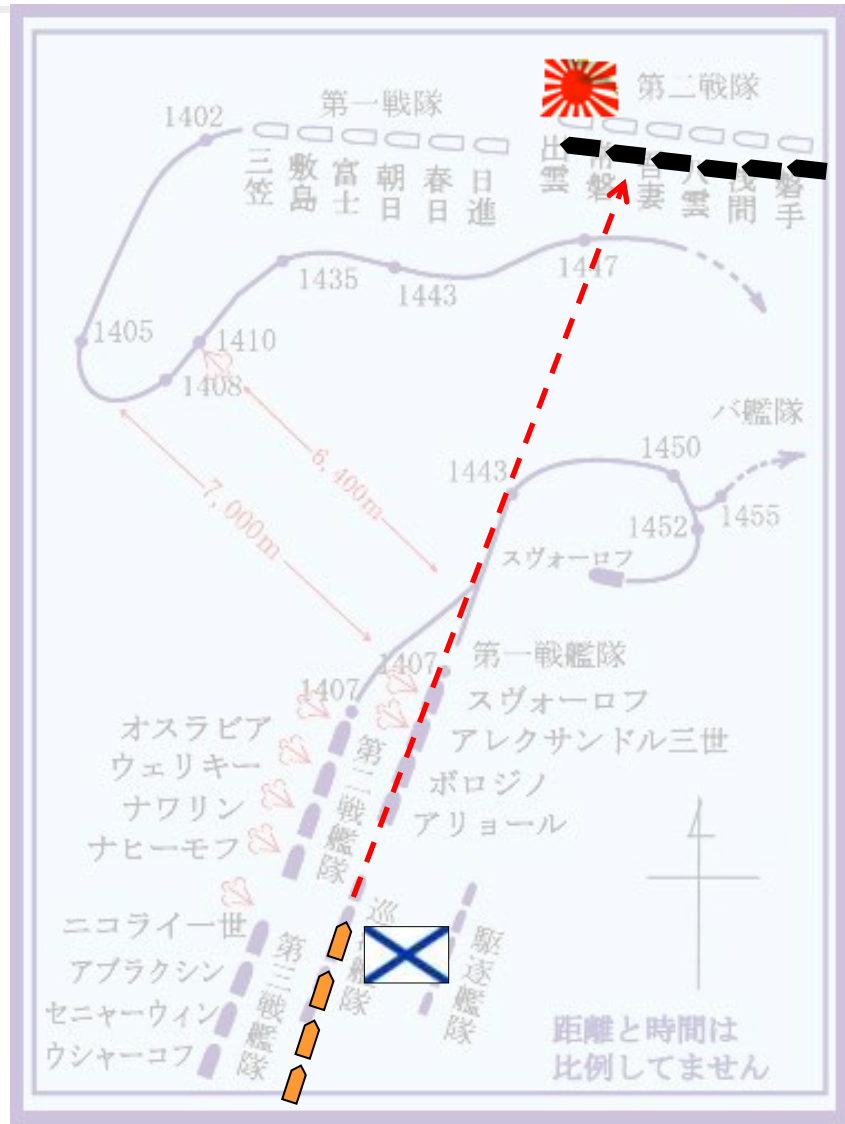 第一戦隊
第二戦隊
1402
三笠
敷島
富士
朝日
春日
日進
出雲
常磐
吾妻
八雲
浅間
磐手
1435
1443
1447
1405
1410
1408
6,400m
7,000m
バ艦隊
1450
1443
1452
1455
スヴォーロフ
1407
1407
第一戦艦隊
スヴォーロフ
アレクサンドル三世
ボロジノ
アリョール
オスラビア
ウェリキー
ナワリン
ナヒーモフ
第二戦艦隊
ニコライ一世
アブラクシン
セニャーウィン
ウシャーコフ
第三戦艦隊
駆逐艦隊
距離と時間は
比例してません